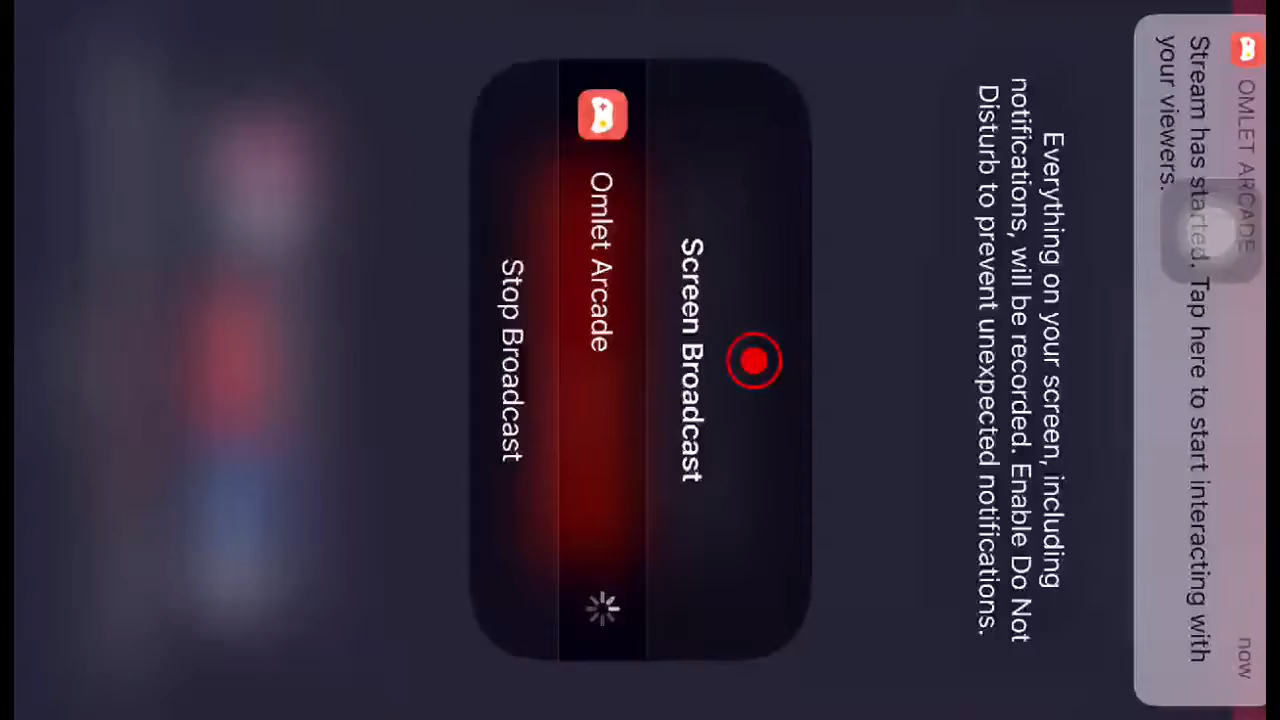 OMLET ARCADE now
Stream has started. Tap here to start interacting with
your viewers.
Everything on your screen, including
notifications, will be recorded. Enable Do Not
Disturb to prevent unexpected notifications.
Screen Broadcast
Omlet Arcade
Stop Broadcast